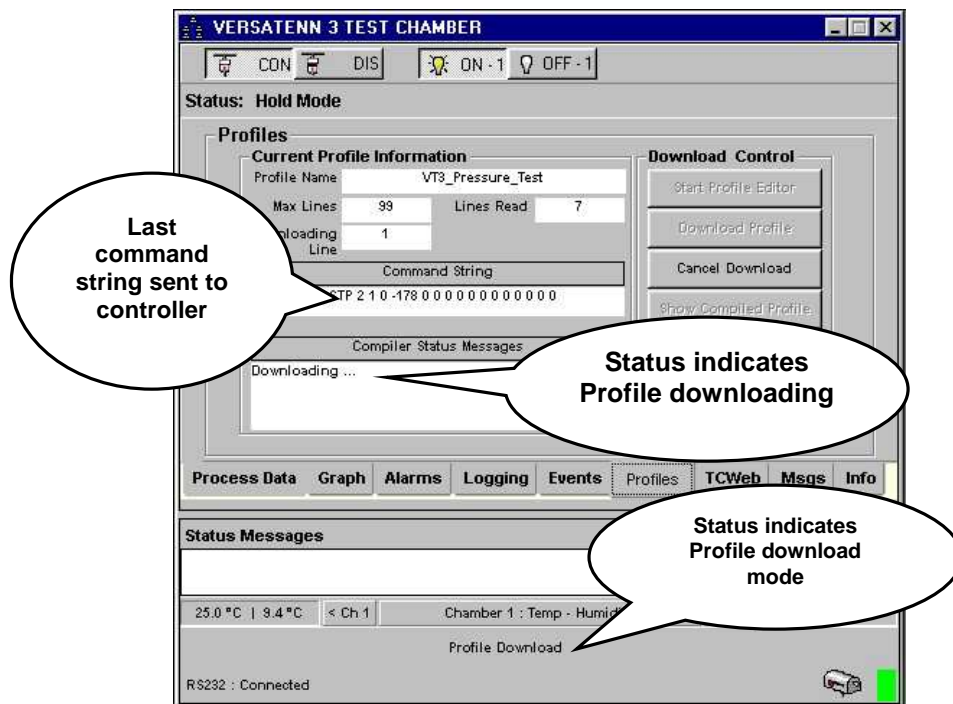 VERSATENN 3 TEST CHAMBER
CON DIS ON - 1 OFF - 1
Status: Hold Mode
Profiles
Current Profile Information
Profile Name VT3_Pressure_Test
Max Lines 99 Lines Read 7
1
Line
Command String
STP 2 1 0 -178 0 0 0 0 0 0 0 0 0 0 0 0
Compiler Status Messages
Downloading ...
Download Control
Start Profile Editor
Download Profile
Cancel Download
Show Compiled Profile
Last
command
string sent to
controller
Status indicates
Profile downloading
Process Data Graph Alarms Logging Events Profiles TCWeb Msgs Info
Status Messages
Status indicates
Profile download
mode
25.0 °C | 9.4 °C < Ch 1 Chamber 1 : Temp - Humid
Profile Download
RS232 : Connected